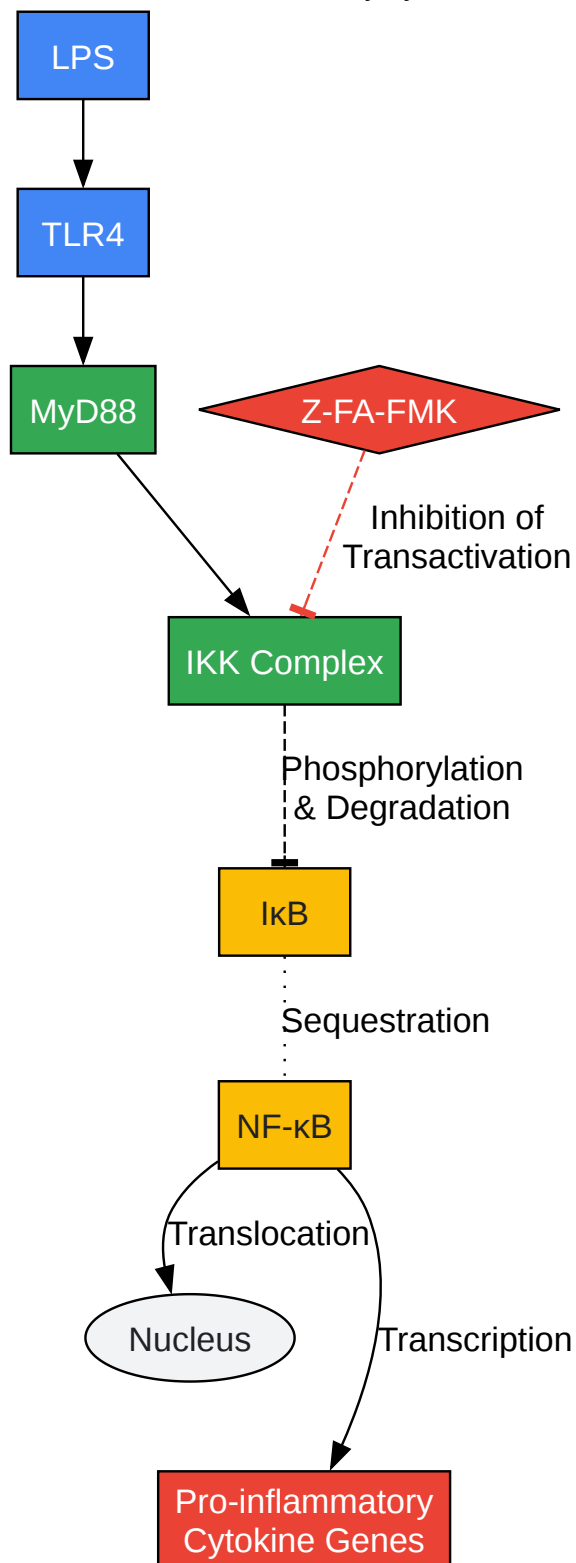 LPS
TLR4
MyD88
Z-FA-FMK
Inhibition of
Transactivation
IKK Complex
Phosphorylation
& Degradation
IκB
Sequestration
NF-κB
Translocation
Nucleus
Transcription
Pro-inflammatory
Cytokine Genes